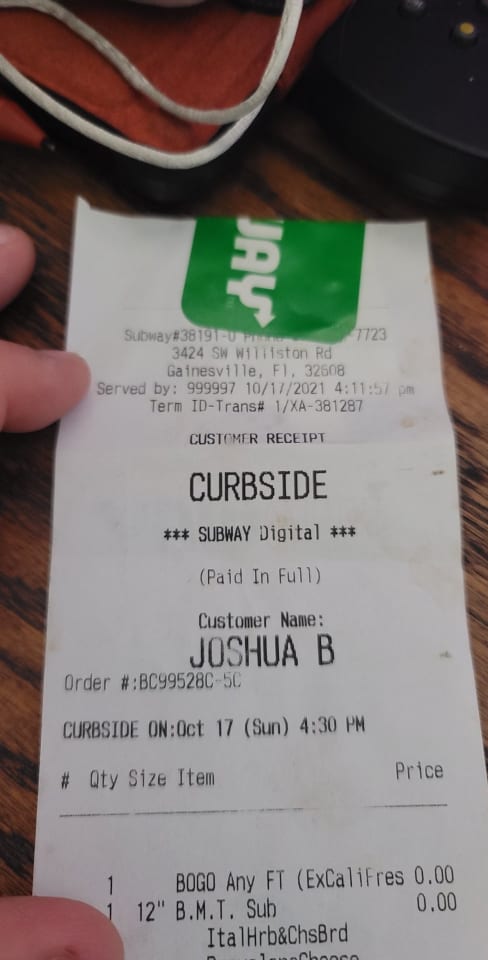 WAY
Subway#38191-0 7723
3424 SW Williston Rd
Gainesville, Fl, 32608
Served by: 999997 10/17/2021 4:11:57 pm
Term ID-Trans# 1/XA-381287
CUSTOMER RECEIPT
CURBSIDE
*** SUBWAY Digital ***
(Paid In Full)
Customer Name:
JOSHUA B
Order #:BC99528C-5C
CURBSIDE ON:Oct 17 (Sun) 4:30 PM
# Qty Size Item Price
1 BOGO Any FT (ExCaliFres 0.00
1 12" B.M.T. Sub 0.00
ItalHrb&ChsBrd